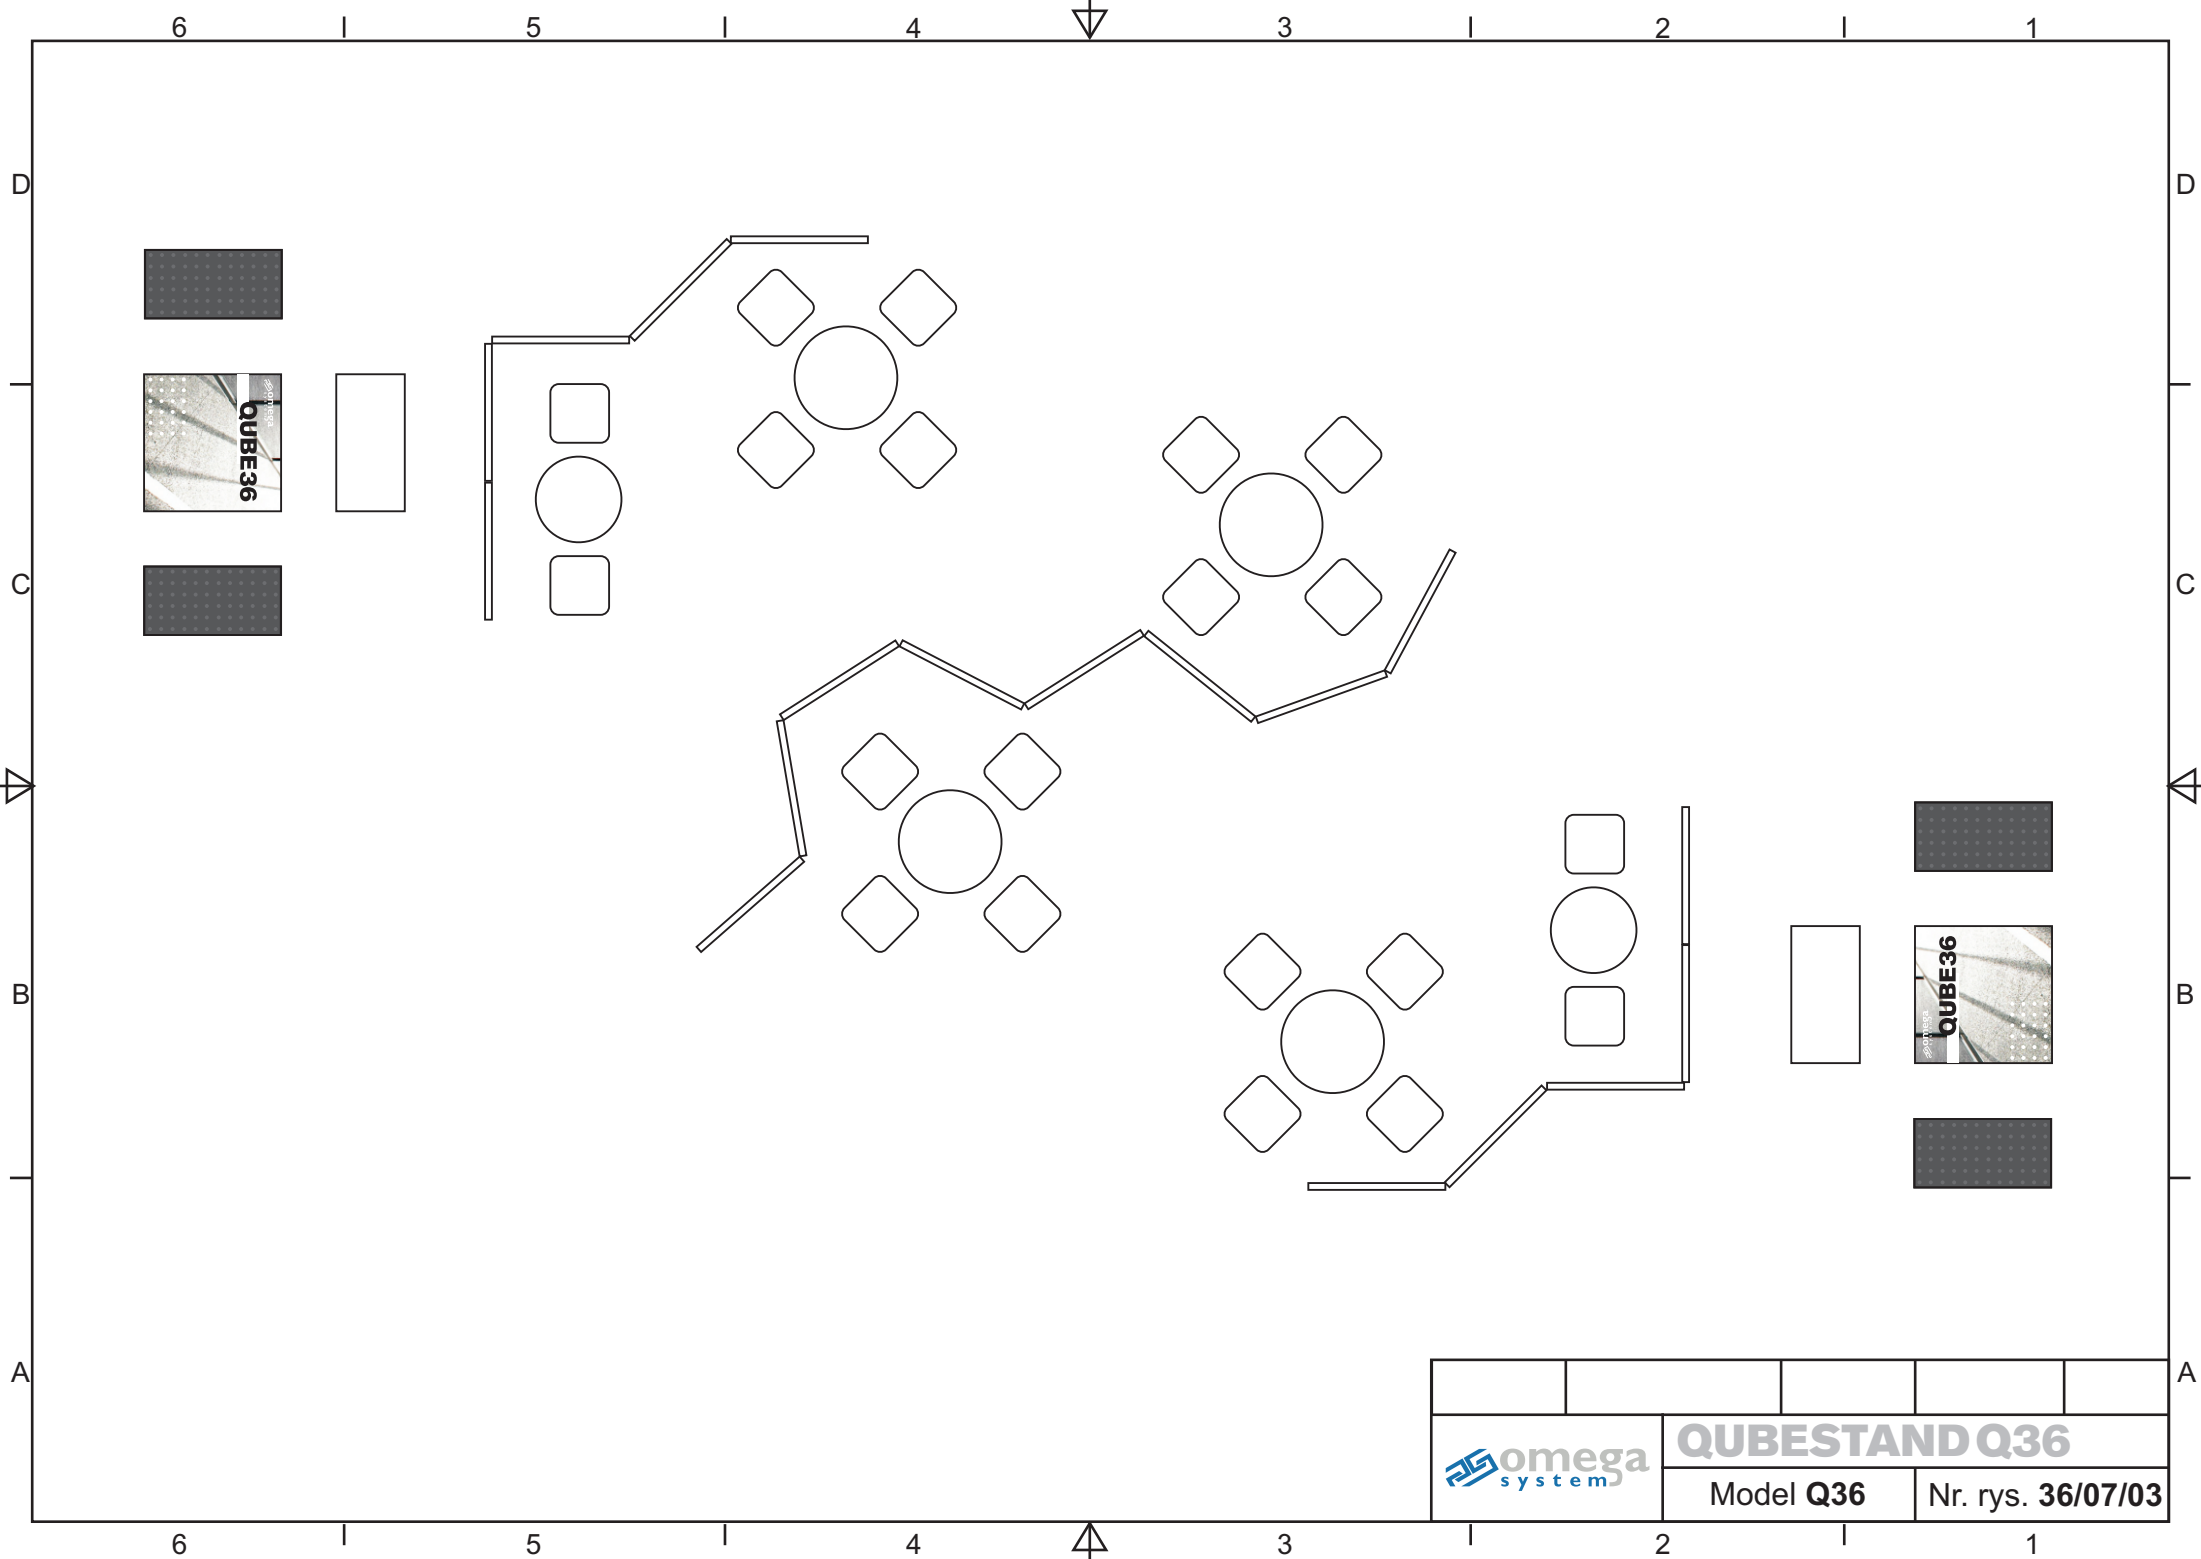 6 5 4 3 2 1
D D
QUBE36
omega
C C
B B
QUBE36
omega
A A
QUBESTAND Q36
omega
system
Model Q36
Nr. rys. 36/07/03
6 5 4 3 2 1